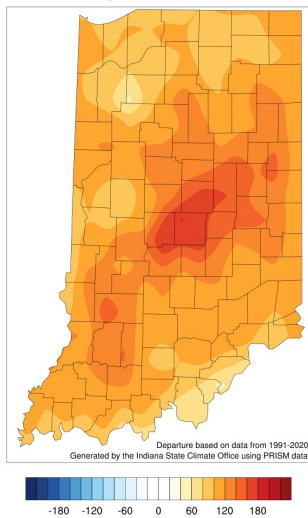 Departure based on data from 1991-2020
Generated by the Indiana State Climate Office using PRISM data
-180 -120 -60 0 60 120 180